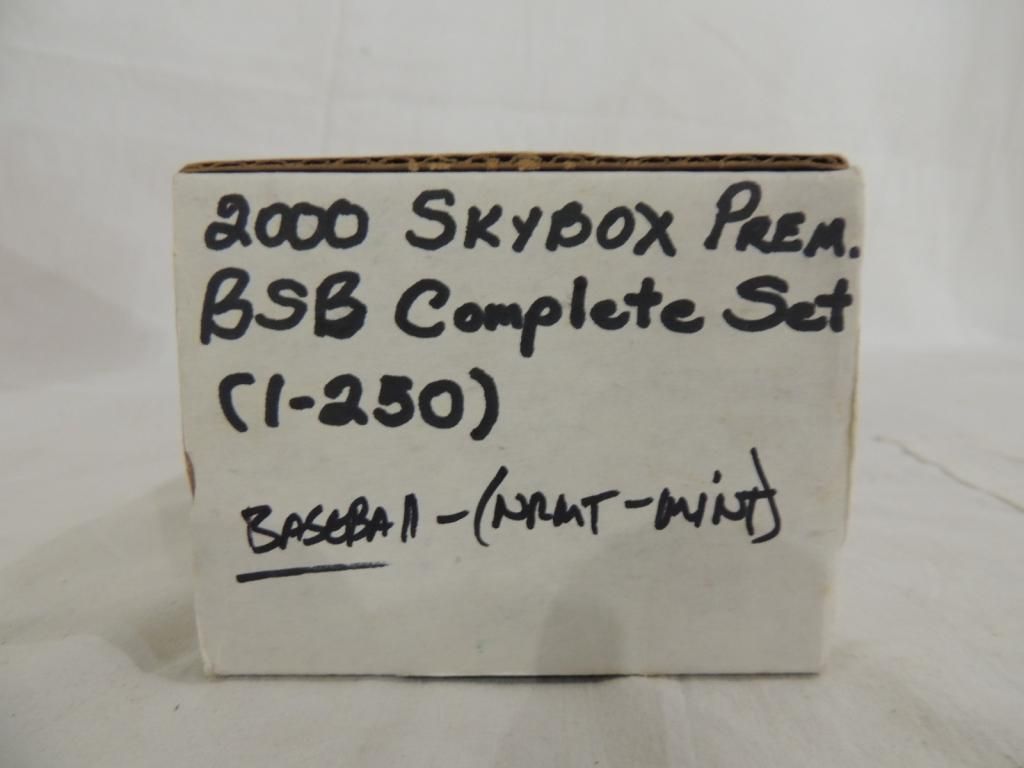 2000 SKYBOX PREM.
BSB Complete Set
(1-250)
BASEBAll - (NRMT - MiNT)